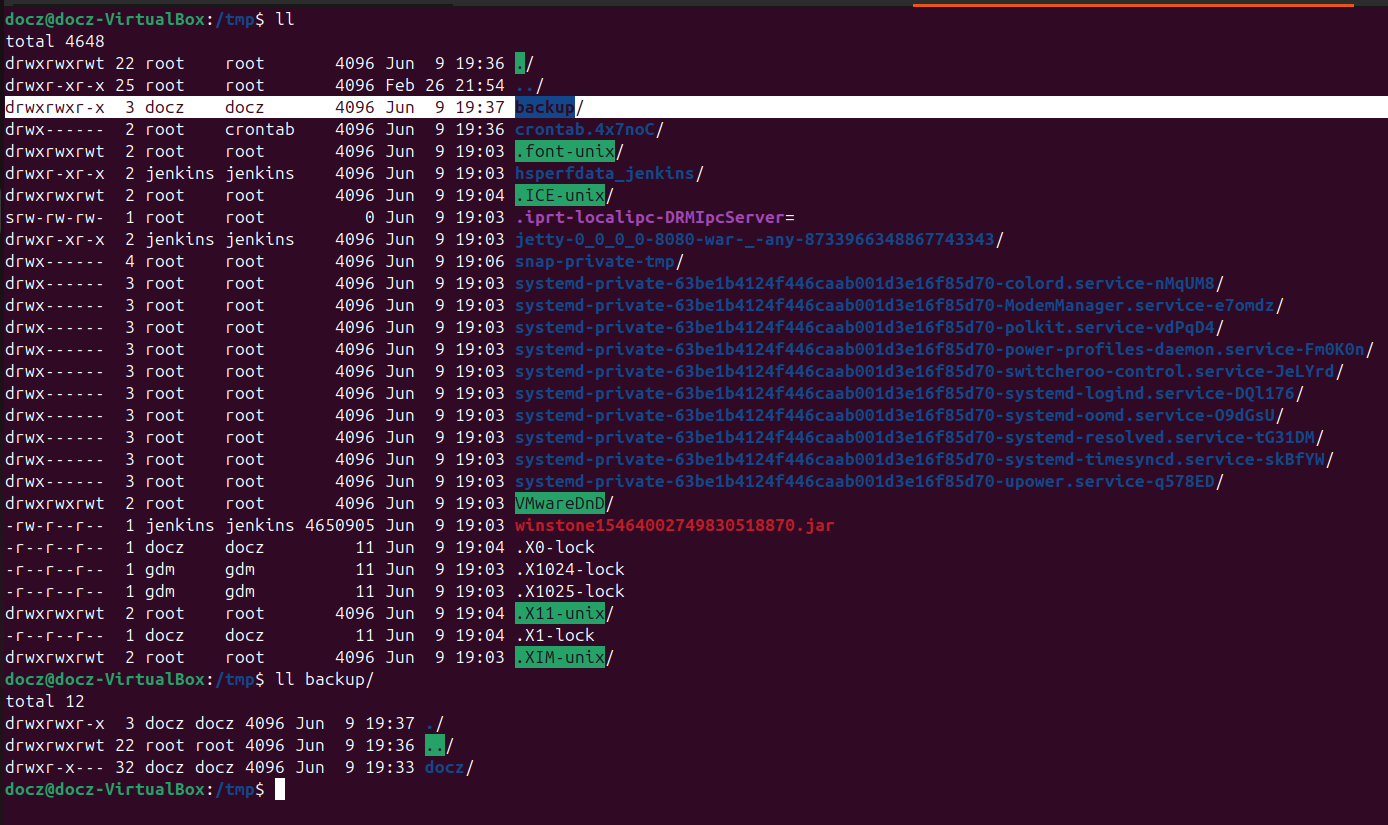 docz@docz-VirtualBox:/tmp$ ll
total 4648
drwxrwxrwt 22 root    root       4096 Jun  9 19:36 ./
drwxr-xr-x 25 root    root       4096 Feb 26 21:54 ../
drwxrwxr-x  3 docz    docz       4096 Jun  9 19:37 backup/
drwx------  2 root    crontab    4096 Jun  9 19:36 crontab.4x7noC/
drwxrwxrwt  2 root    root       4096 Jun  9 19:03 .font-unix/
drwxr-xr-x  2 jenkins jenkins    4096 Jun  9 19:03 hsperfdata_jenkins/
drwxrwxrwt  2 root    root       4096 Jun  9 19:04 .ICE-unix/
srw-rw-rw-  1 root    root          0 Jun  9 19:03 .iprt-localipc-DRMIpcServer=
drwxr-xr-x  2 jenkins jenkins    4096 Jun  9 19:03 jetty-0_0_0_0-8080-war-_-any-8733966348867743343/
drwx------  4 root    root       4096 Jun  9 19:06 snap-private-tmp/
drwx------  3 root    root       4096 Jun  9 19:03 systemd-private-63be1b4124f446caab001d3e16f85d70-colord.service-nMqUM8/
drwx------  3 root    root       4096 Jun  9 19:03 systemd-private-63be1b4124f446caab001d3e16f85d70-ModemManager.service-e7omdz/
drwx------  3 root    root       4096 Jun  9 19:03 systemd-private-63be1b4124f446caab001d3e16f85d70-polkit.service-vdPqD4/
drwx------  3 root    root       4096 Jun  9 19:03 systemd-private-63be1b4124f446caab001d3e16f85d70-power-profiles-daemon.service-Fm0K0n/
drwx------  3 root    root       4096 Jun  9 19:03 systemd-private-63be1b4124f446caab001d3e16f85d70-switcheroo-control.service-JeLYrd/
drwx------  3 root    root       4096 Jun  9 19:03 systemd-private-63be1b4124f446caab001d3e16f85d70-systemd-logind.service-DQl176/
drwx------  3 root    root       4096 Jun  9 19:03 systemd-private-63be1b4124f446caab001d3e16f85d70-systemd-oomd.service-O9dGsU/
drwx------  3 root    root       4096 Jun  9 19:03 systemd-private-63be1b4124f446caab001d3e16f85d70-systemd-resolved.service-tG31DM/
drwx------  3 root    root       4096 Jun  9 19:03 systemd-private-63be1b4124f446caab001d3e16f85d70-systemd-timesyncd.service-skBfYW/
drwx------  3 root    root       4096 Jun  9 19:03 systemd-private-63be1b4124f446caab001d3e16f85d70-upower.service-q578ED/
drwxrwxrwt  2 root    root       4096 Jun  9 19:03 VMwareDnD/
-rw-r--r--  1 jenkins jenkins 4650905 Jun  9 19:03 winstone15464002749830518870.jar
-r--r--r--  1 docz    docz         11 Jun  9 19:04 .X0-lock
-r--r--r--  1 gdm     gdm          11 Jun  9 19:03 .X1024-lock
-r--r--r--  1 gdm     gdm          11 Jun  9 19:03 .X1025-lock
drwxrwxrwt  2 root    root       4096 Jun  9 19:04 .X11-unix/
-r--r--r--  1 docz    docz         11 Jun  9 19:04 .X1-lock
drwxrwxrwt  2 root    root       4096 Jun  9 19:03 .XIM-unix/
docz@docz-VirtualBox:/tmp$ ll backup/
total 12
drwxrwxr-x  3 docz docz 4096 Jun  9 19:37 ./
drwxrwxrwt 22 root root 4096 Jun  9 19:36 ../
drwxr-x--- 32 docz docz 4096 Jun  9 19:33 docz/
docz@docz-VirtualBox:/tmp$